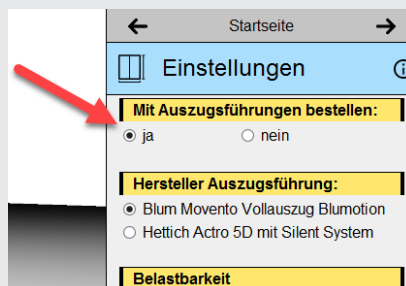 Startseite
Einstellungen
Mit Auszugsführungen bestellen:
ja nein
Hersteller Auszugsführung:
Blum Movento Vollauszug Blumotion
Hettich Actro 5D mit Silent System
Belastbarkeit